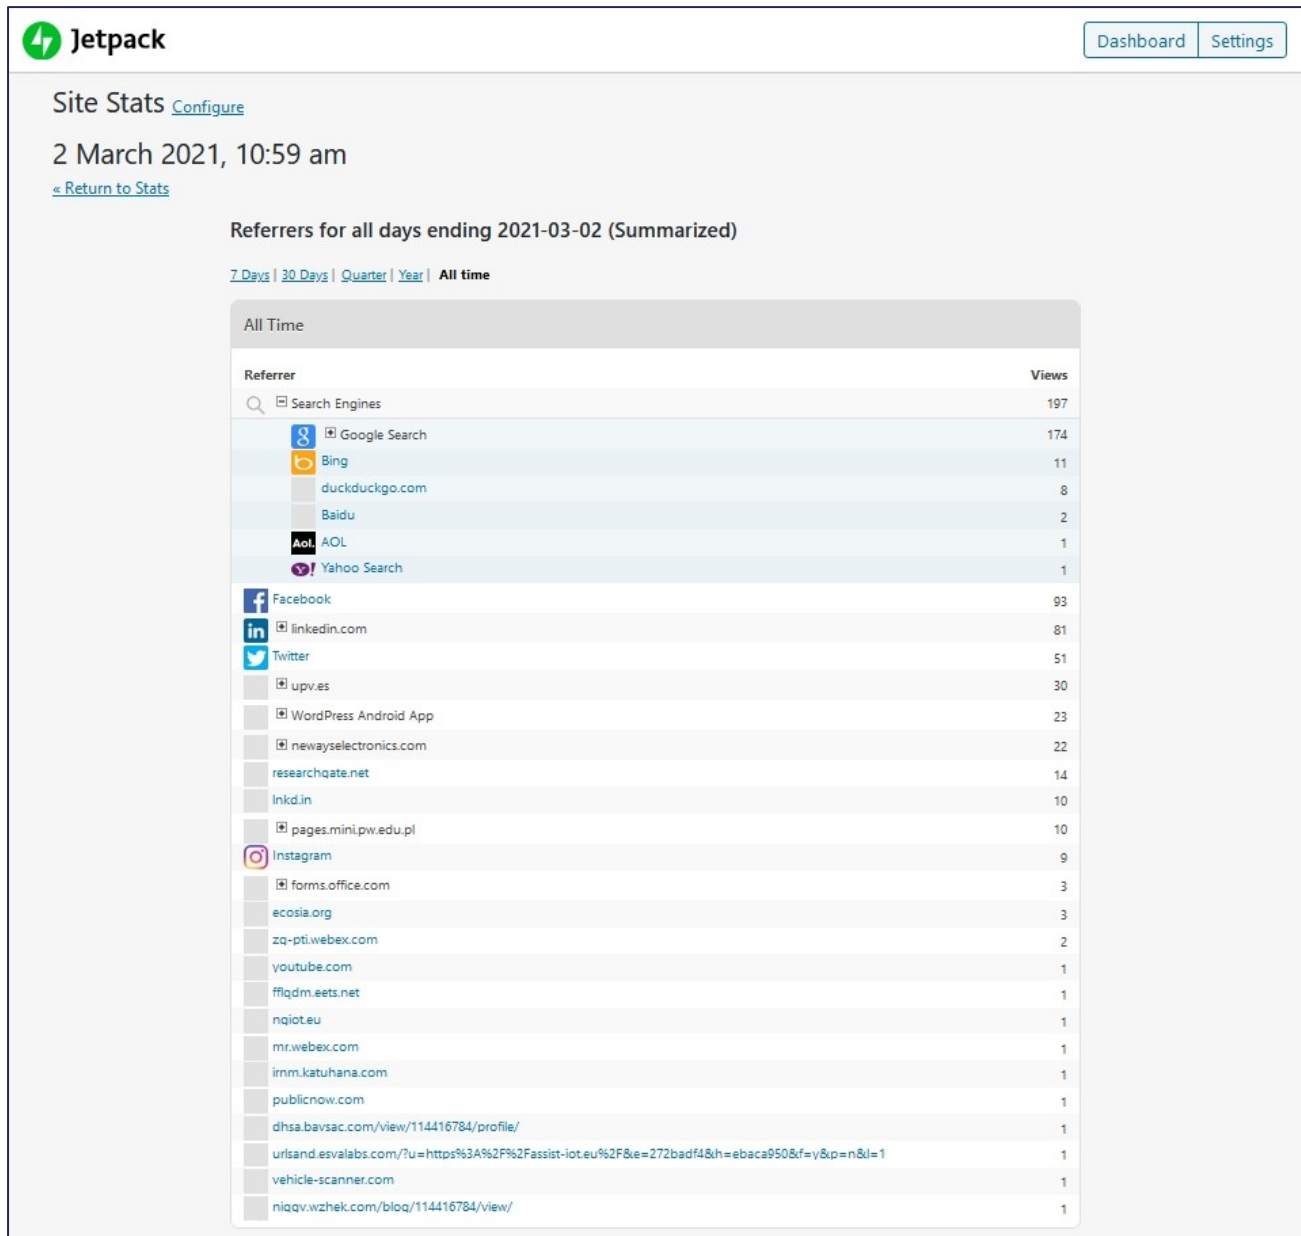 Jetpack
Dashboard Settings
Site Stats Configure
2 March 2021, 10:59 am
« Return to Stats
Referrers for all days ending 2021-03-02 (Summarized)
7 Days | 30 Days | Quarter | Year | All time
All Time
Referrer Views
Search Engines 197
Google Search 174
Bing 11
duckduckgo.com 8
Baidu 2
Aol. AOL 1
Yahoo Search 1
Facebook 93
linkedin.com 81
Twitter 51
upv.es 30
WordPress Android App 23
newayselectronics.com 22
researchgate.net 14
lnkd.in 10
pages.mini.pw.edu.pl 10
Instagram 9
forms.office.com 3
ecosia.org 3
zq-pti.webex.com 2
youtube.com 1
fflqdm.eets.net 1
ngiot.eu 1
mr.webex.com 1
irnm.katuhana.com 1
publicnow.com 1
dhsa.bavsac.com/view/114416784/profile/ 1
urlsand.esvalabs.com/?u=https%3A%2F%2Fassist-iot.eu%2F&e=272badf4&h=ebaca950&f=y&p=n&l=1 1
vehicle-scanner.com 1
niqqv.wzhek.com/blog/114416784/view/ 1